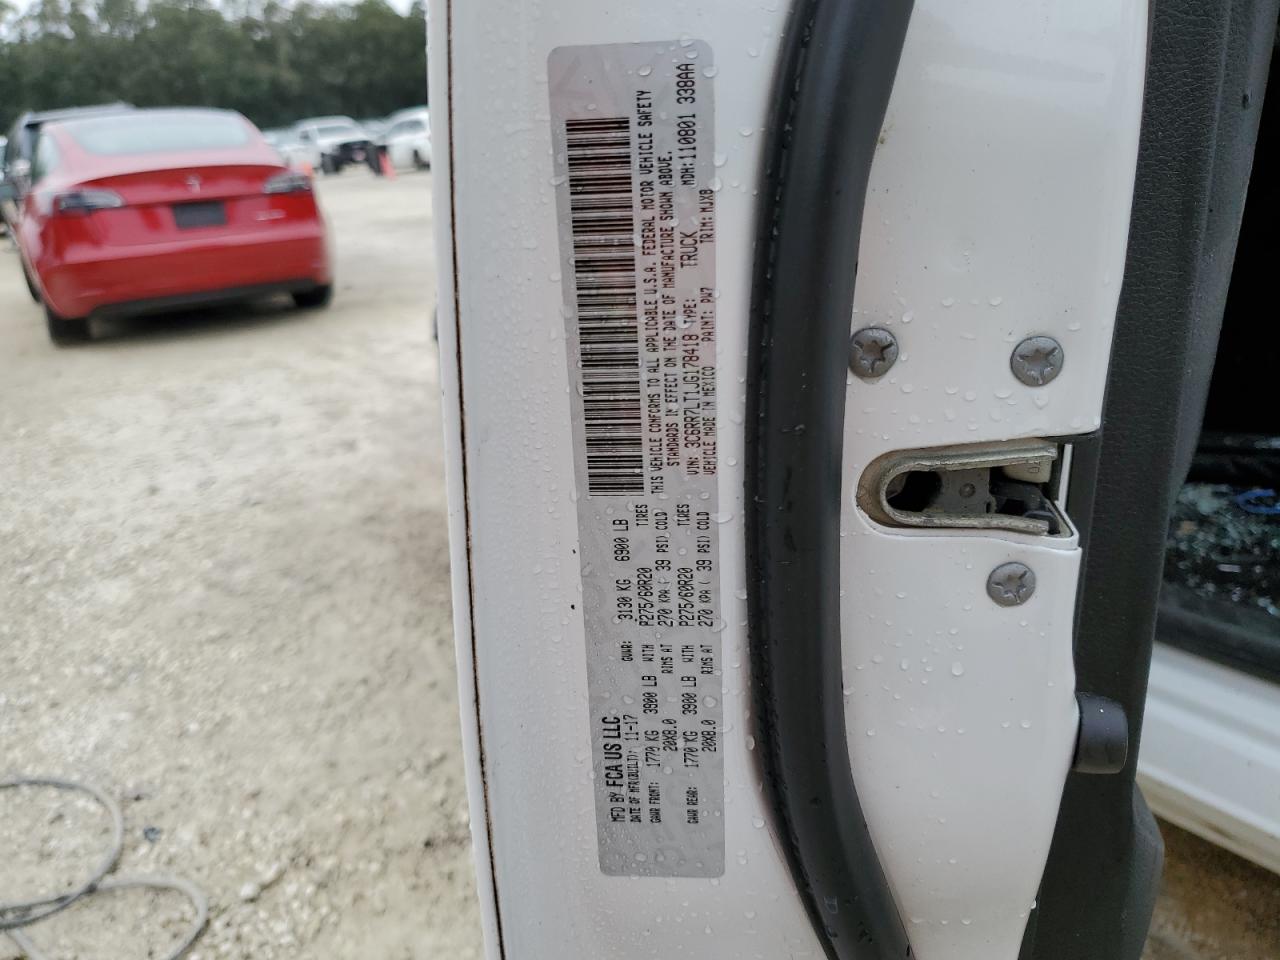 MFD BY FCA US LLC
DATE OF MFR(BUILT): 11-17 GVWR: 3130 KG 6900 LB
GAWR FRONT: 1770 KG 3900 LB WITH P275/60R20 TIRES
20X8.0 RIMS AT 270 KPA ( 39 PSI) COLD
GAWR REAR: 1770 KG 3900 LB WITH P275/60R20 TIRES
20X8.0 RIMS AT 270 KPA ( 39 PSI) COLD
THIS VEHICLE CONFORMS TO ALL APPLICABLE U.S.A. FEDERAL MOTOR VEHICLE SAFETY
STANDARDS IN EFFECT ON THE DATE OF MANUFACTURE SHOWN ABOVE.
VIN: 3C6RR7LT1JG178418 TYPE: TRUCK MDH:110801 338AA
VEHICLE MADE IN MEXICO PAINT: PW7 TRIM: MJX8